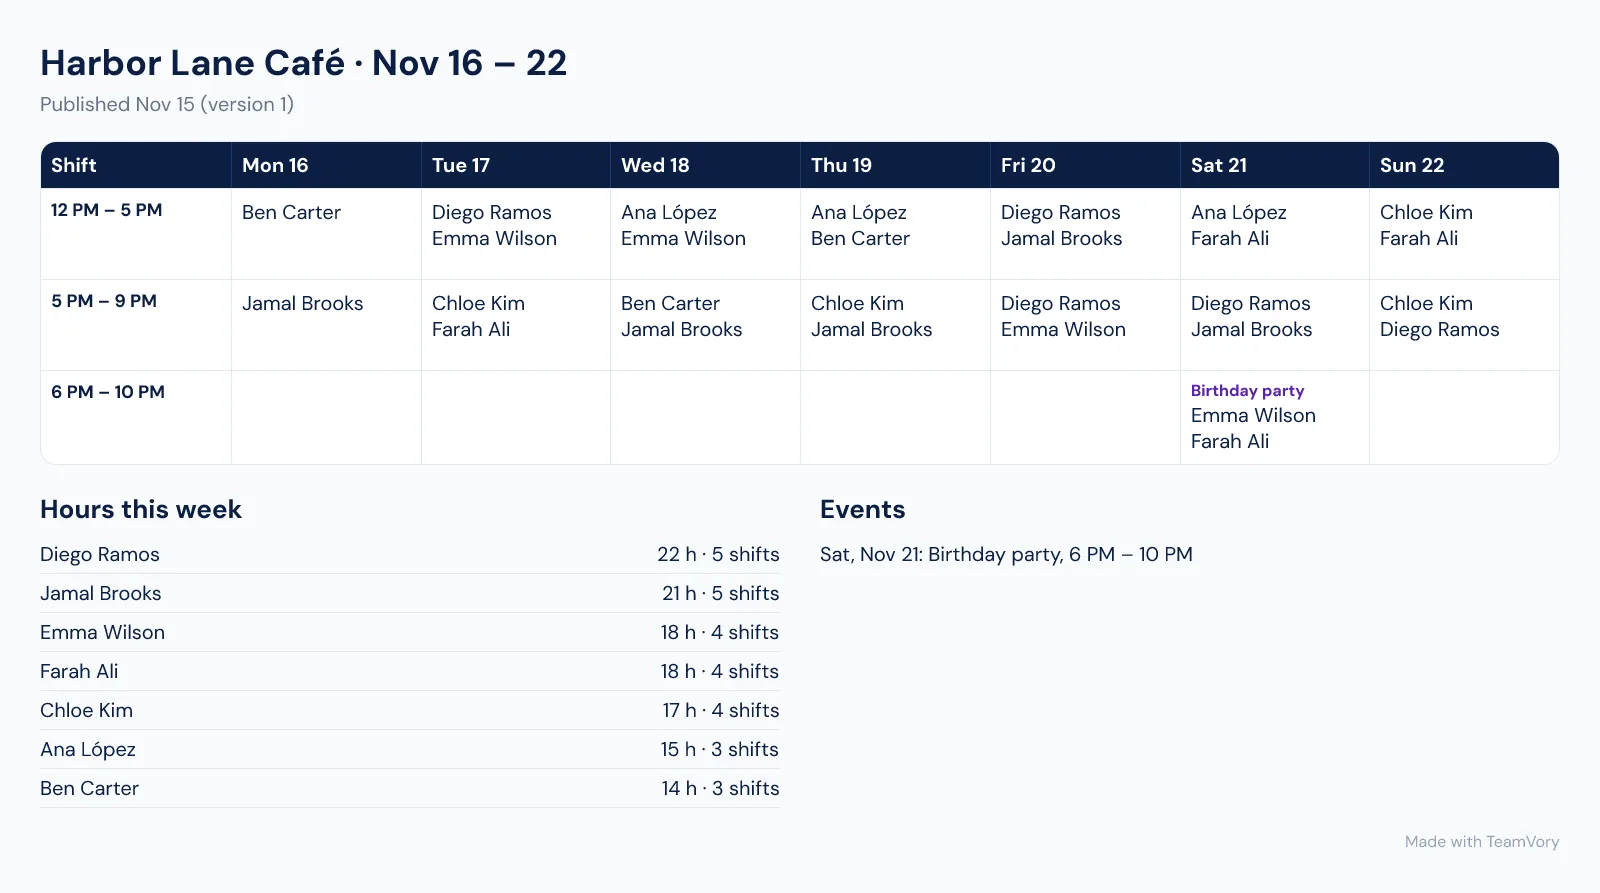 Harbor Lane Café · Nov 16 – 22
Published Nov 15 (version 1)
Shift Mon 16 Tue 17 Wed 18 Thu 19 Fri 20 Sat 21 Sun 22
12 PM – 5 PM Ben Carter Diego Ramos Ana López Ana López Diego Ramos Ana López Chloe Kim
Emma Wilson Emma Wilson Ben Carter Jamal Brooks Farah Ali Farah Ali
5 PM – 9 PM Jamal Brooks Chloe Kim Ben Carter Chloe Kim Diego Ramos Diego Ramos Chloe Kim
Farah Ali Jamal Brooks Jamal Brooks Emma Wilson Jamal Brooks Diego Ramos
6 PM – 10 PM Birthday party
Emma Wilson
Farah Ali
Hours this week
Diego Ramos 22 h · 5 shifts
Jamal Brooks 21 h · 5 shifts
Emma Wilson 18 h · 4 shifts
Farah Ali 18 h · 4 shifts
Chloe Kim 17 h · 4 shifts
Ana López 15 h · 3 shifts
Ben Carter 14 h · 3 shifts
Events
Sat, Nov 21: Birthday party, 6 PM – 10 PM
Made with TeamVory